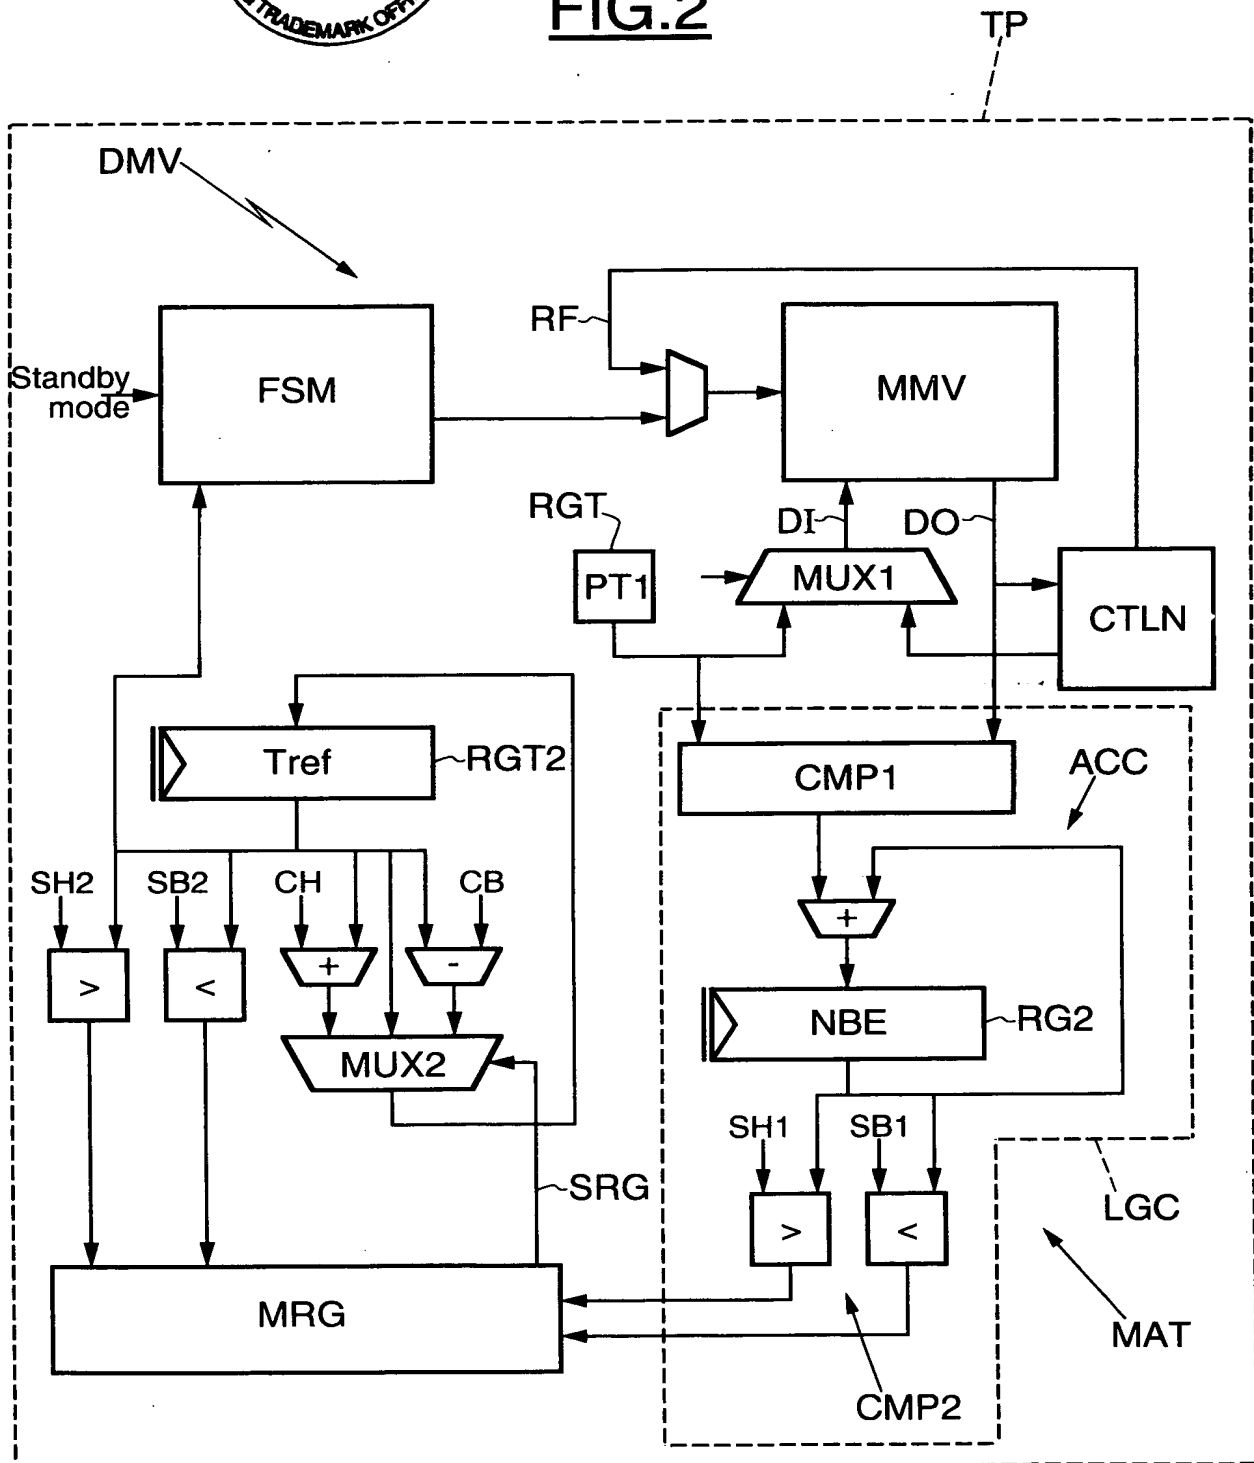 TRADEMARK OFF
FIG.2
TP
DMV
RF
Standby
mode
FSM
MMV
RGT
DI
DO
PT1
MUX1
CTLN
Tref
RGT2
CMP1
ACC
SH2
SB2
CH
CB
+
>
<
+
-
NBE
RG2
MUX2
SH1
SB1
SRG
LGC
>
<
MRG
MAT
CMP2